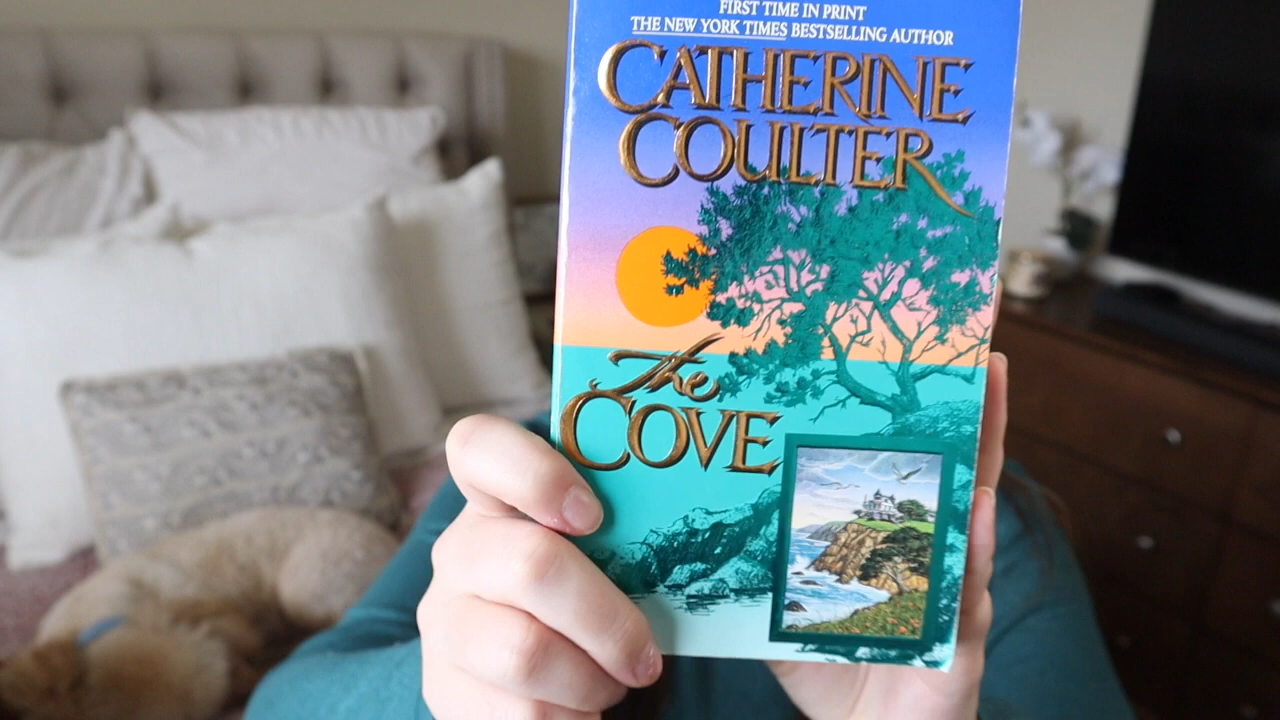 FIRST TIME IN PRINT
THE NEW YORK TIMES BESTSELLING AUTHOR
CATHERINE
COULTER
The
COVE